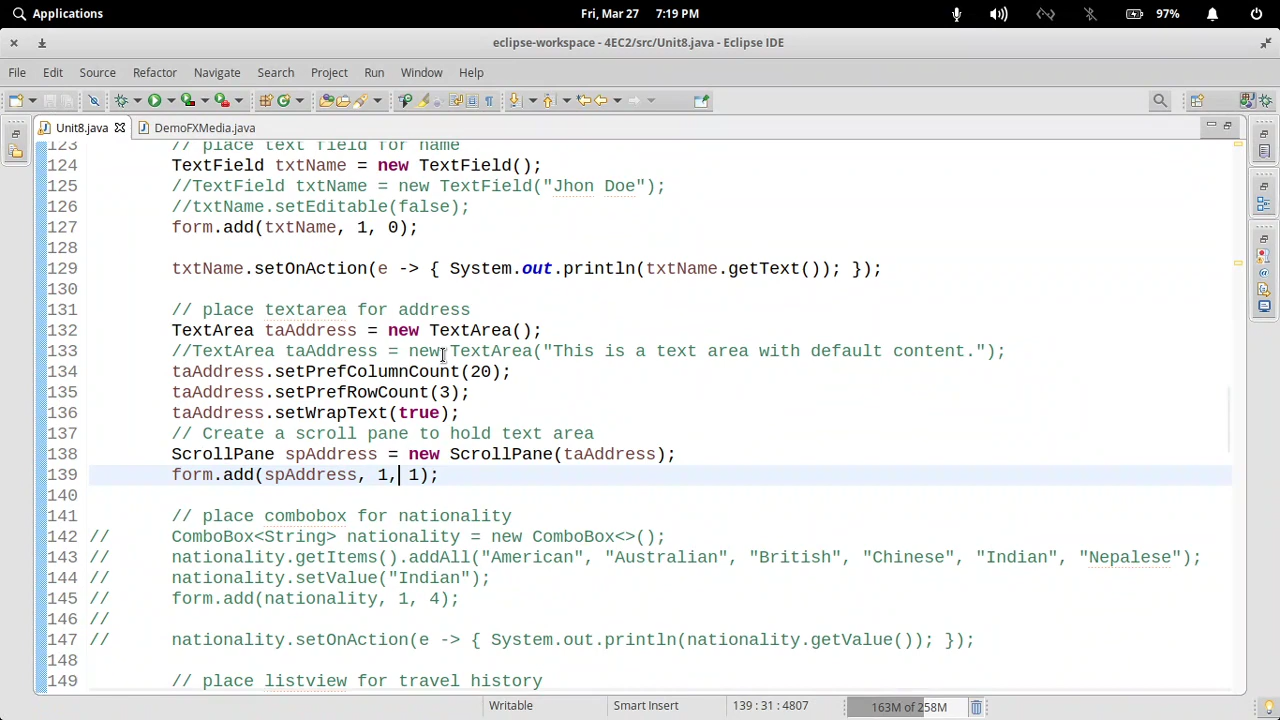 Applications
Fri, Mar 27 7:19 PM
97%
eclipse-workspace - 4EC2/src/Unit8.java - Eclipse IDE
File Edit Source Refactor Navigate Search Project Run Window Help
Unit8.java DemoFXMedia.java
123 // place text field for name
124 TextField txtName = new TextField();
125 //TextField txtName = new TextField("Jhon Doe");
126 //txtName.setEditable(false);
127 form.add(txtName, 1, 0);
128
129 txtName.setOnAction(e -> { System.out.println(txtName.getText()); });
130
131 // place textarea for address
132 TextArea taAddress = new TextArea();
133 //TextArea taAddress = new TextArea("This is a text area with default content.");
134 taAddress.setPrefColumnCount(20);
135 taAddress.setPrefRowCount(3);
136 taAddress.setWrapText(true);
137 // Create a scroll pane to hold text area
138 ScrollPane spAddress = new ScrollPane(taAddress);
139 form.add(spAddress, 1, 1);
140
141 // place combobox for nationality
142 // ComboBox<String> nationality = new ComboBox<>();
143 // nationality.getItems().addAll("American", "Australian", "British", "Chinese", "Indian", "Nepalese");
144 // nationality.setValue("Indian");
145 // form.add(nationality, 1, 4);
146 //
147 // nationality.setOnAction(e -> { System.out.println(nationality.getValue()); });
148
149 // place listview for travel history
Writable Smart Insert 139 : 31 : 4807 163M of 258M